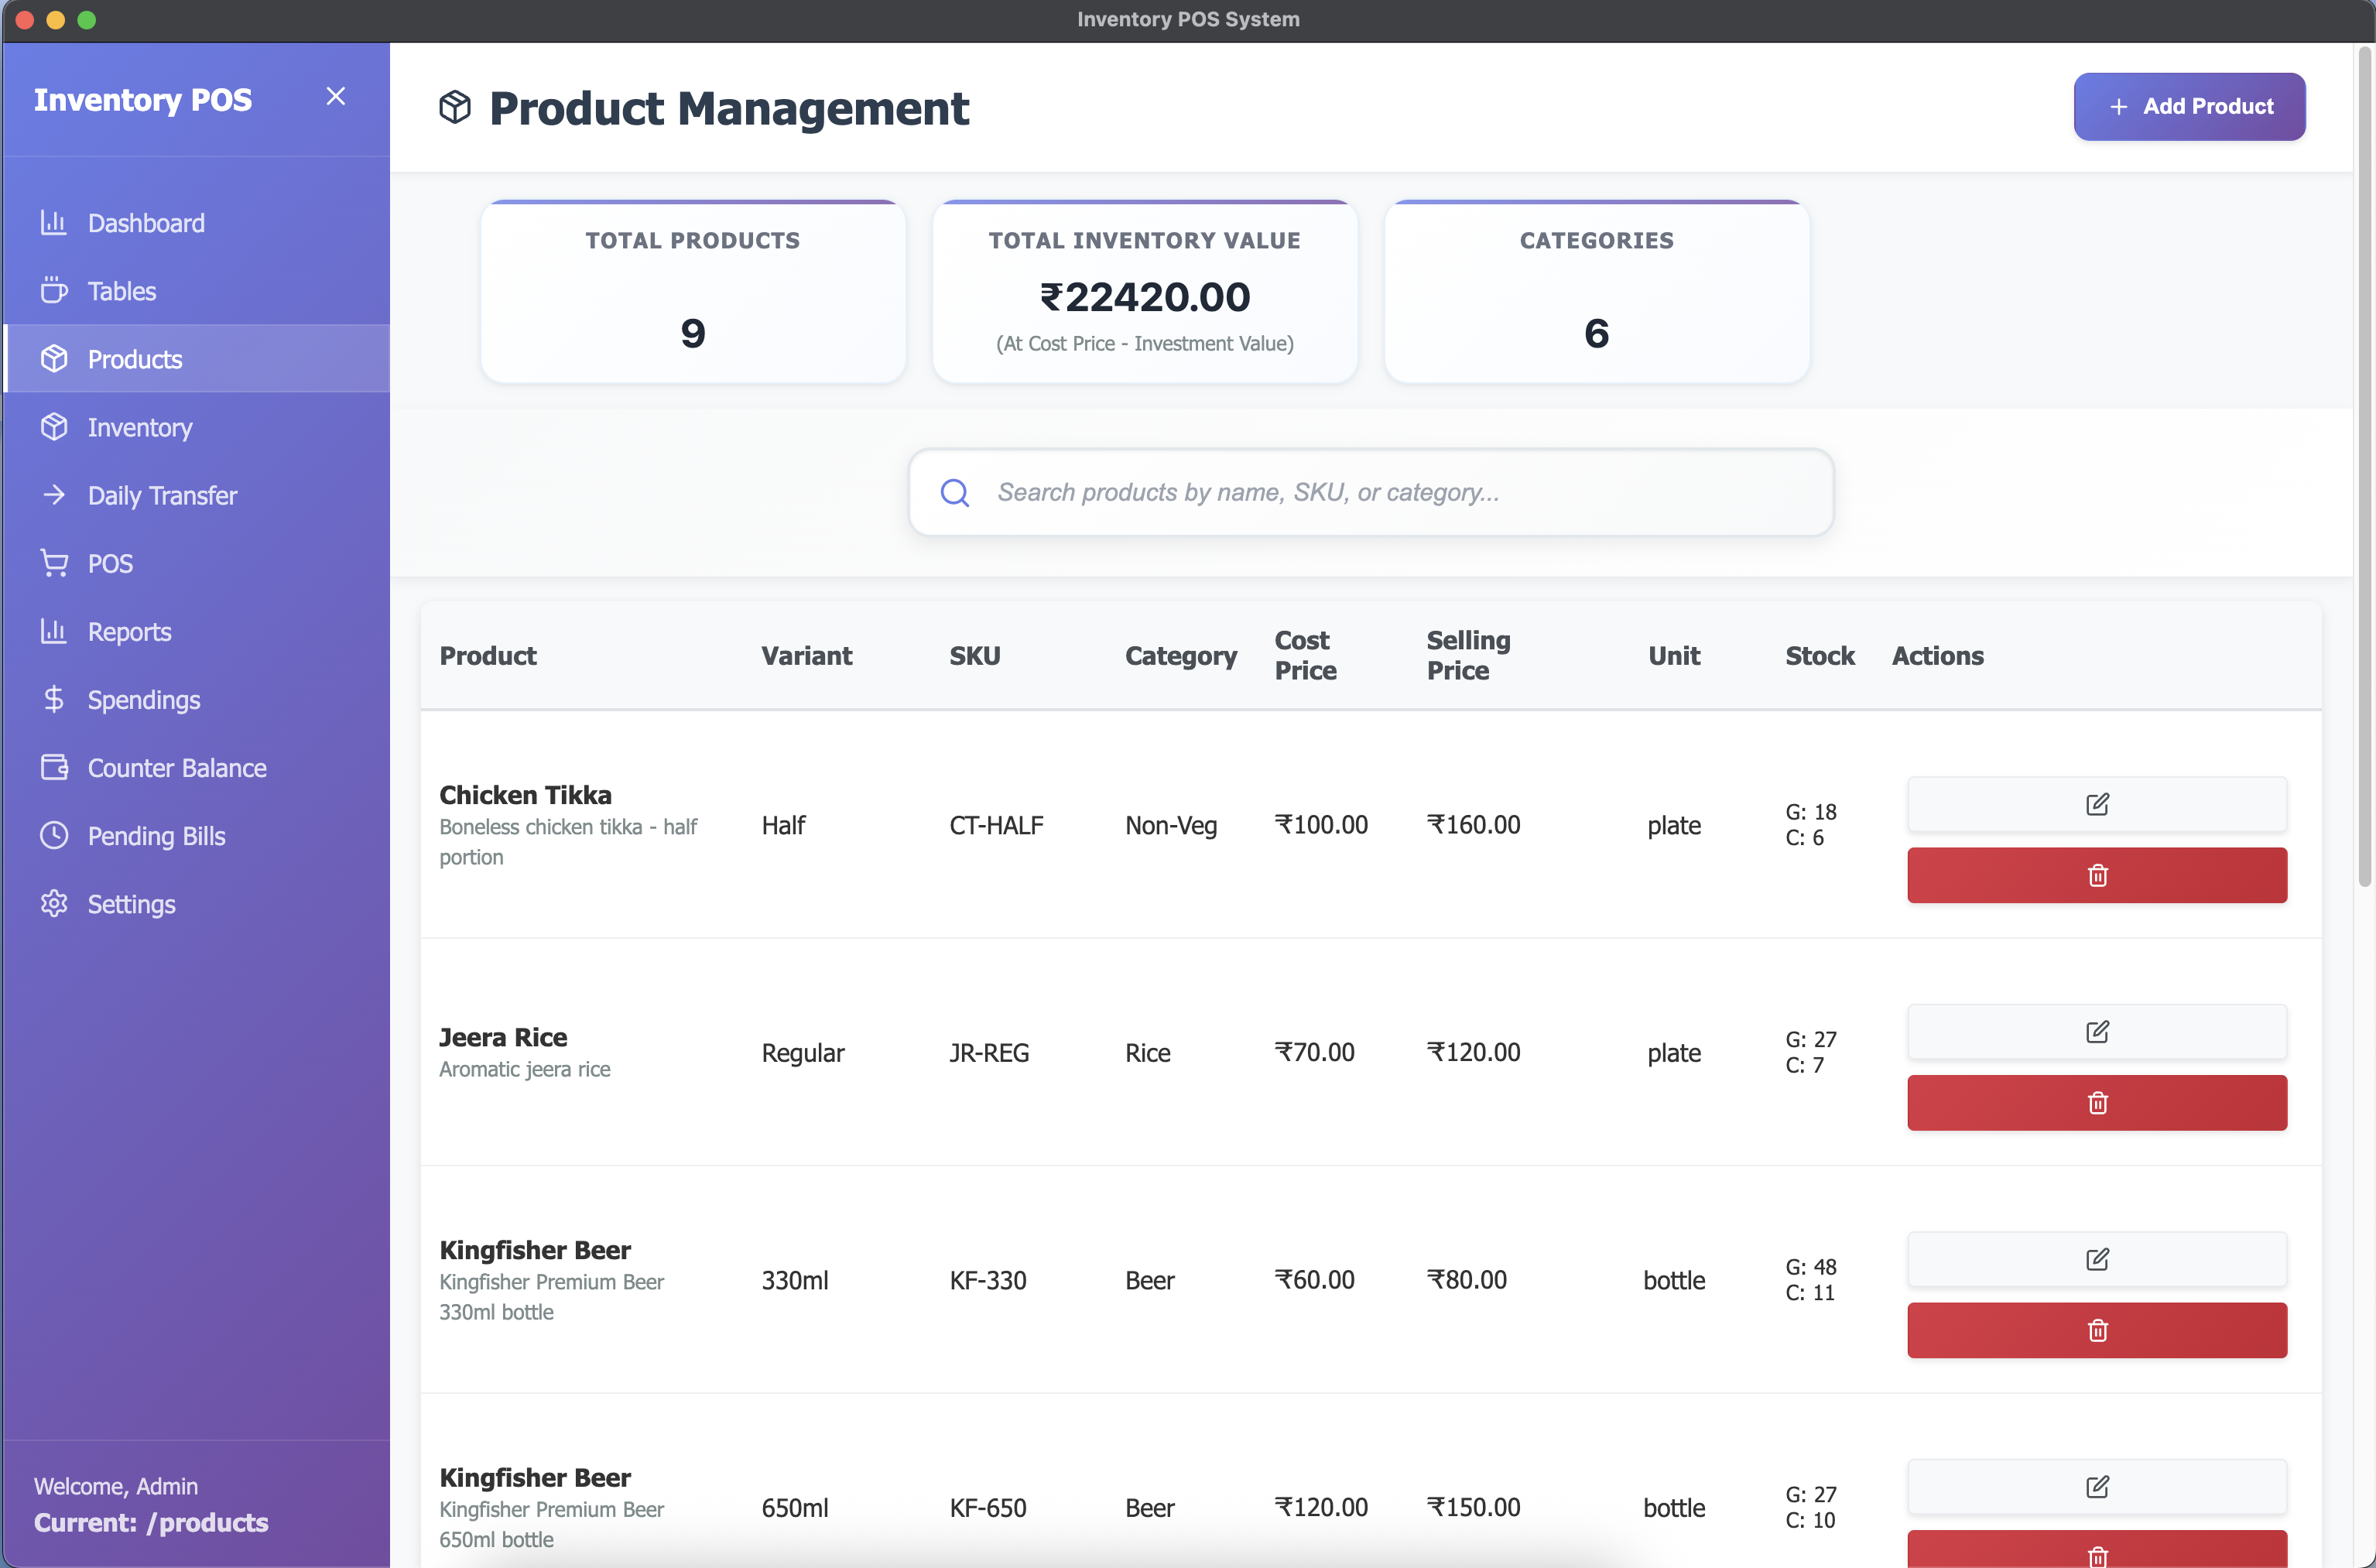 Inventory POS System
Inventory POS
Dashboard
Tables
Products
Inventory
Daily Transfer
POS
Reports
Spendings
Counter Balance
Pending Bills
Settings
Welcome, Admin
Current: /products
Product Management
Add Product
TOTAL PRODUCTS
9
TOTAL INVENTORY VALUE
₹22420.00
(At Cost Price - Investment Value)
CATEGORIES
6
Search products by name, SKU, or category...
Product Variant SKU Category Cost Price Selling Price Unit Stock Actions
Chicken Tikka
Boneless chicken tikka - half
portion
Half CT-HALF Non-Veg ₹100.00 ₹160.00 plate
G: 18
C: 6
Jeera Rice
Aromatic jeera rice
Regular JR-REG Rice ₹70.00 ₹120.00 plate
G: 27
C: 7
Kingfisher Beer
Kingfisher Premium Beer
330ml bottle
330ml KF-330 Beer ₹60.00 ₹80.00 bottle
G: 48
C: 11
Kingfisher Beer
Kingfisher Premium Beer
650ml bottle
650ml KF-650 Beer ₹120.00 ₹150.00 bottle
G: 27
C: 10